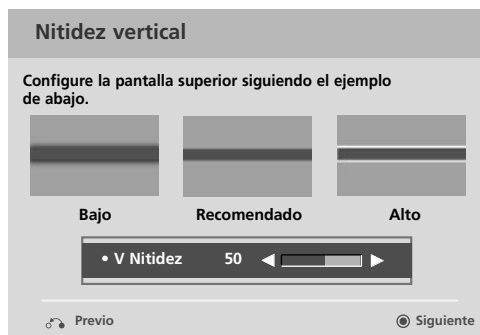 Nitidez vertical
Configure la pantalla superior siguiendo el ejemplo
de abajo.
Bajo Recomendado Alto
• V Nitidez 50 ◀ ▶
Previo ◉ Siguiente